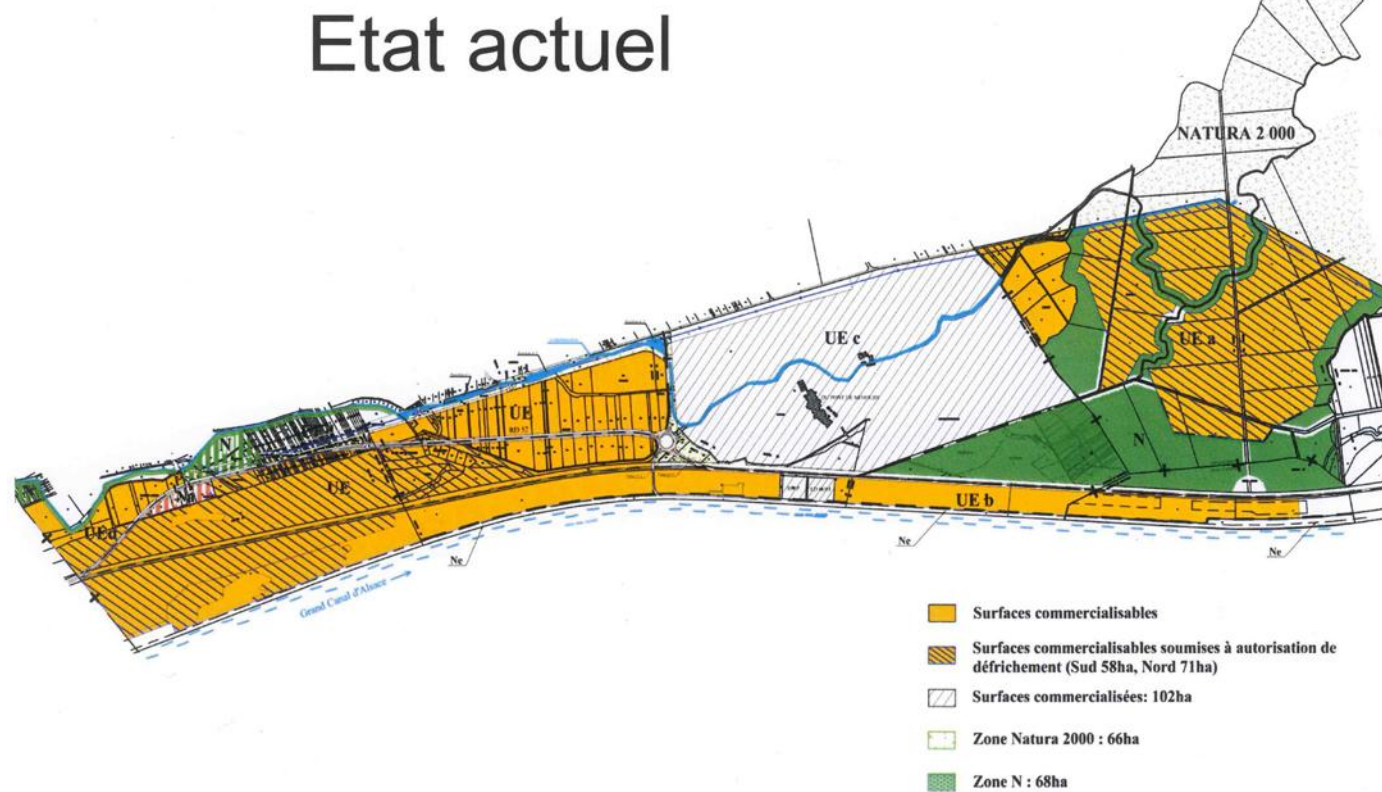 Etat actuel
NATURA 2 000
UE c
UE a
UE
RD 52
N
N
UE
UE b
UEd
Ne
Ne
Ne
Grand Canal d'Alsace
Surfaces commercialisables
Surfaces commercialisables soumises à autorisation de
défrichement (Sud 58ha, Nord 71ha)
Surfaces commercialisées: 102ha
Zone Natura 2000 : 66ha
Zone N : 68ha